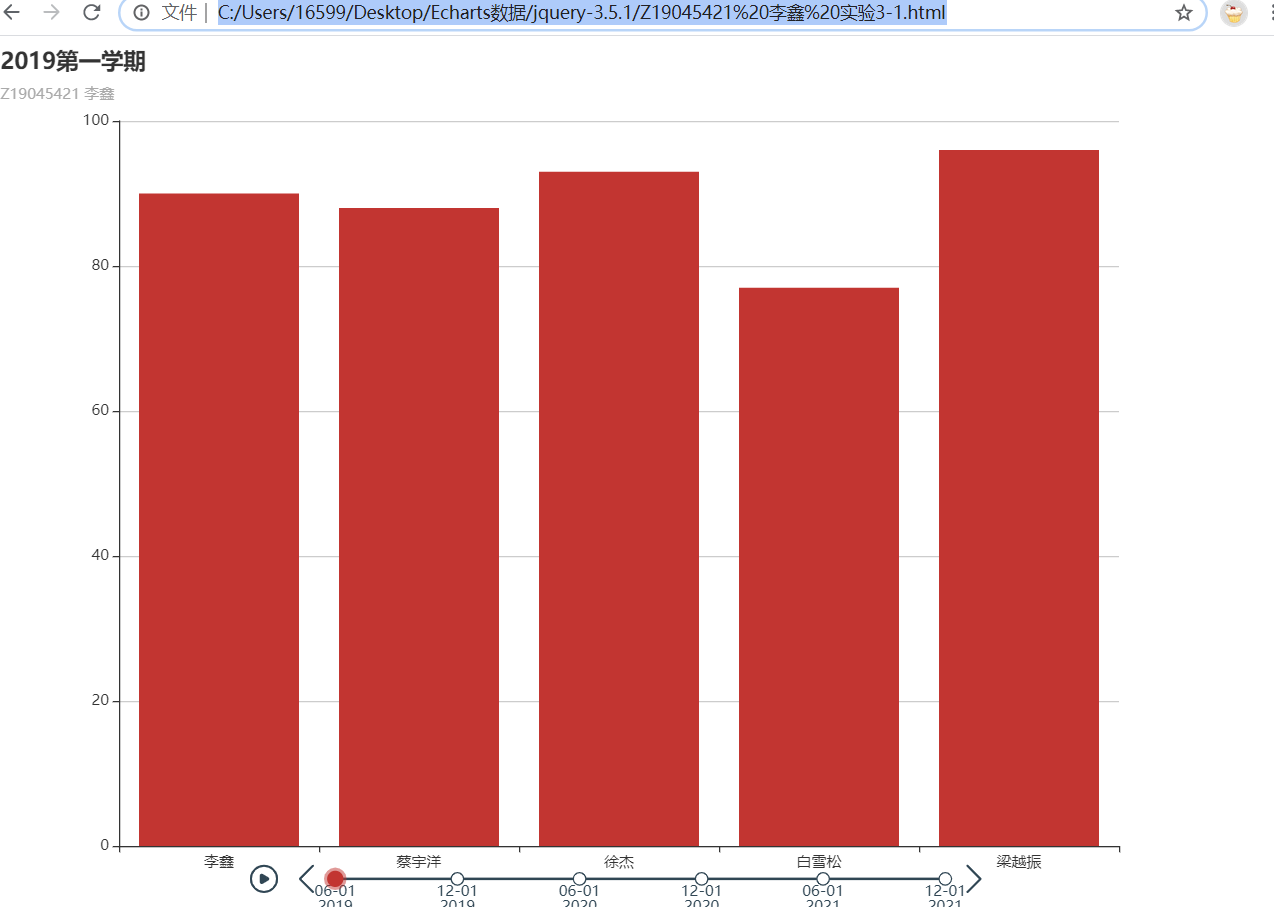 文件 C:/Users/16599/Desktop/Echarts数据/jquery-3.5.1/Z19045421%20李鑫%20实验3-1.html
2019第一学期
Z19045421 李鑫
100
80
60
40
20
0
李鑫 蔡宇洋 徐杰 白雪松 梁越振
06-01 12-01 06-01 12-01 06-01 12-01
2019 2019 2020 2020 2021 2021